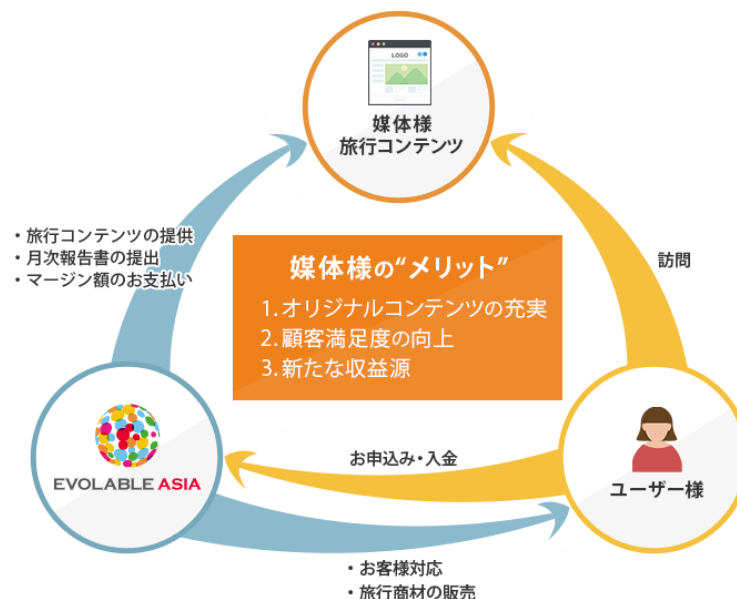 LOGO
媒体様
旅行コンテンツ
・旅行コンテンツの提供
・月次報告書の提出
・マージン額のお支払い
訪問
媒体様の“メリット”
1.オリジナルコンテンツの充実
2.顧客満足度の向上
3.新たな収益源
EVOLABLE ASIA
お申込み・入金
ユーザー様
・お客様対応
・旅行商材の販売